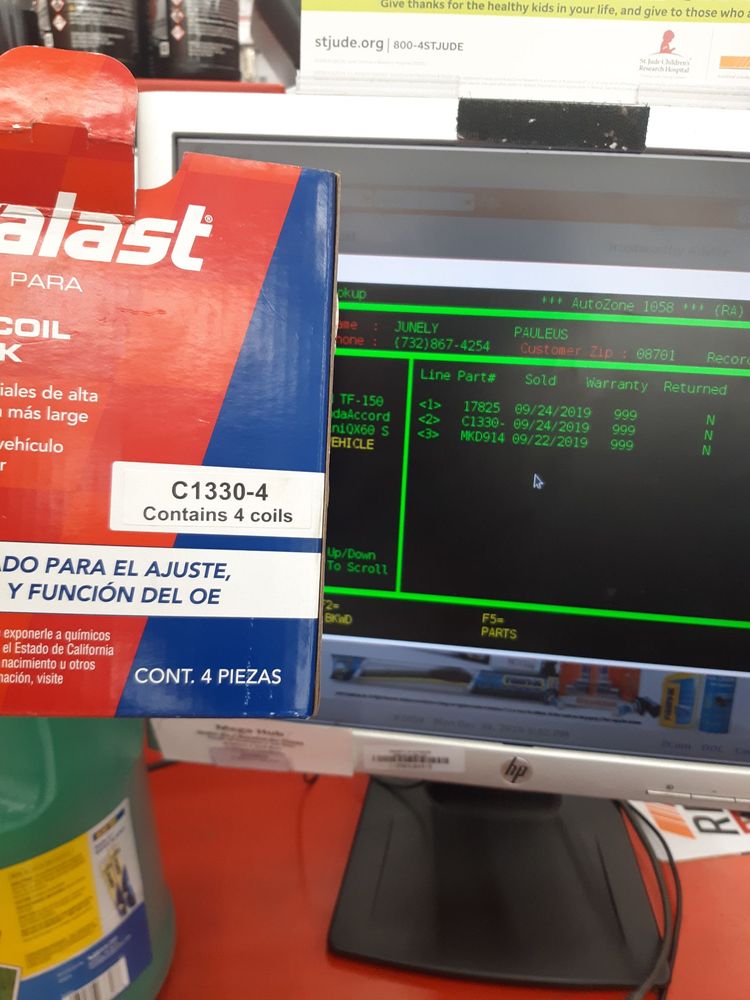 Give thanks for the healthy kids in your life, and give to those who a
stjude.org | 800-4STJUDE
St. Jude Children's
Research Hospital
alast®
PARA
COIL
K
iales de alta
n más large
vehículo
r
C1330-4
Contains 4 coils
ADO PARA EL AJUSTE,
Y FUNCIÓN DEL OE
exponerle a químicos
el Estado de California
nacimiento u otros
mación, visite
CONT. 4 PIEZAS
okup
*** AutoZone 1058 *** (RA)
ame : JUNELY PAULEUS
hone : (732)867-4254 Customer Zip : 08701 Recor
Line Part# Sold Warranty Returned
<1> 17825 09/24/2019 999 N
<2> C1330- 09/24/2019 999 N
<3> MKD914 09/22/2019 999 N
TF-150
daAccord
niQX60 S
EHICLE
Up/Down
To Scroll
F2=
BKWD
F5=
PARTS
Mega Hub
hp
R